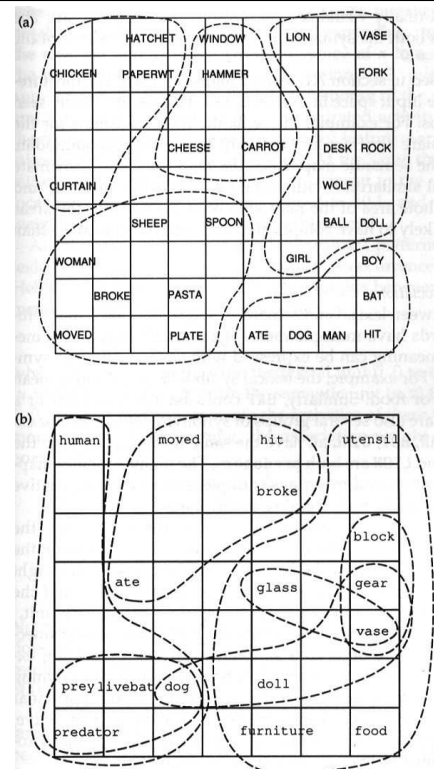 (a)
HATCHET WINDOW LION VASE
CHICKEN PAPERWT HAMMER FORK
CHEESE CARROT DESK ROCK
CURTAIN WOLF
SHEEP SPOON BALL DOLL
WOMAN GIRL BOY
BROKE PASTA BAT
MOVED PLATE ATE DOG MAN HIT
(b)
human moved hit utensil
broke
block
ate glass gear
vase
prey livebat dog doll
predator furniture food